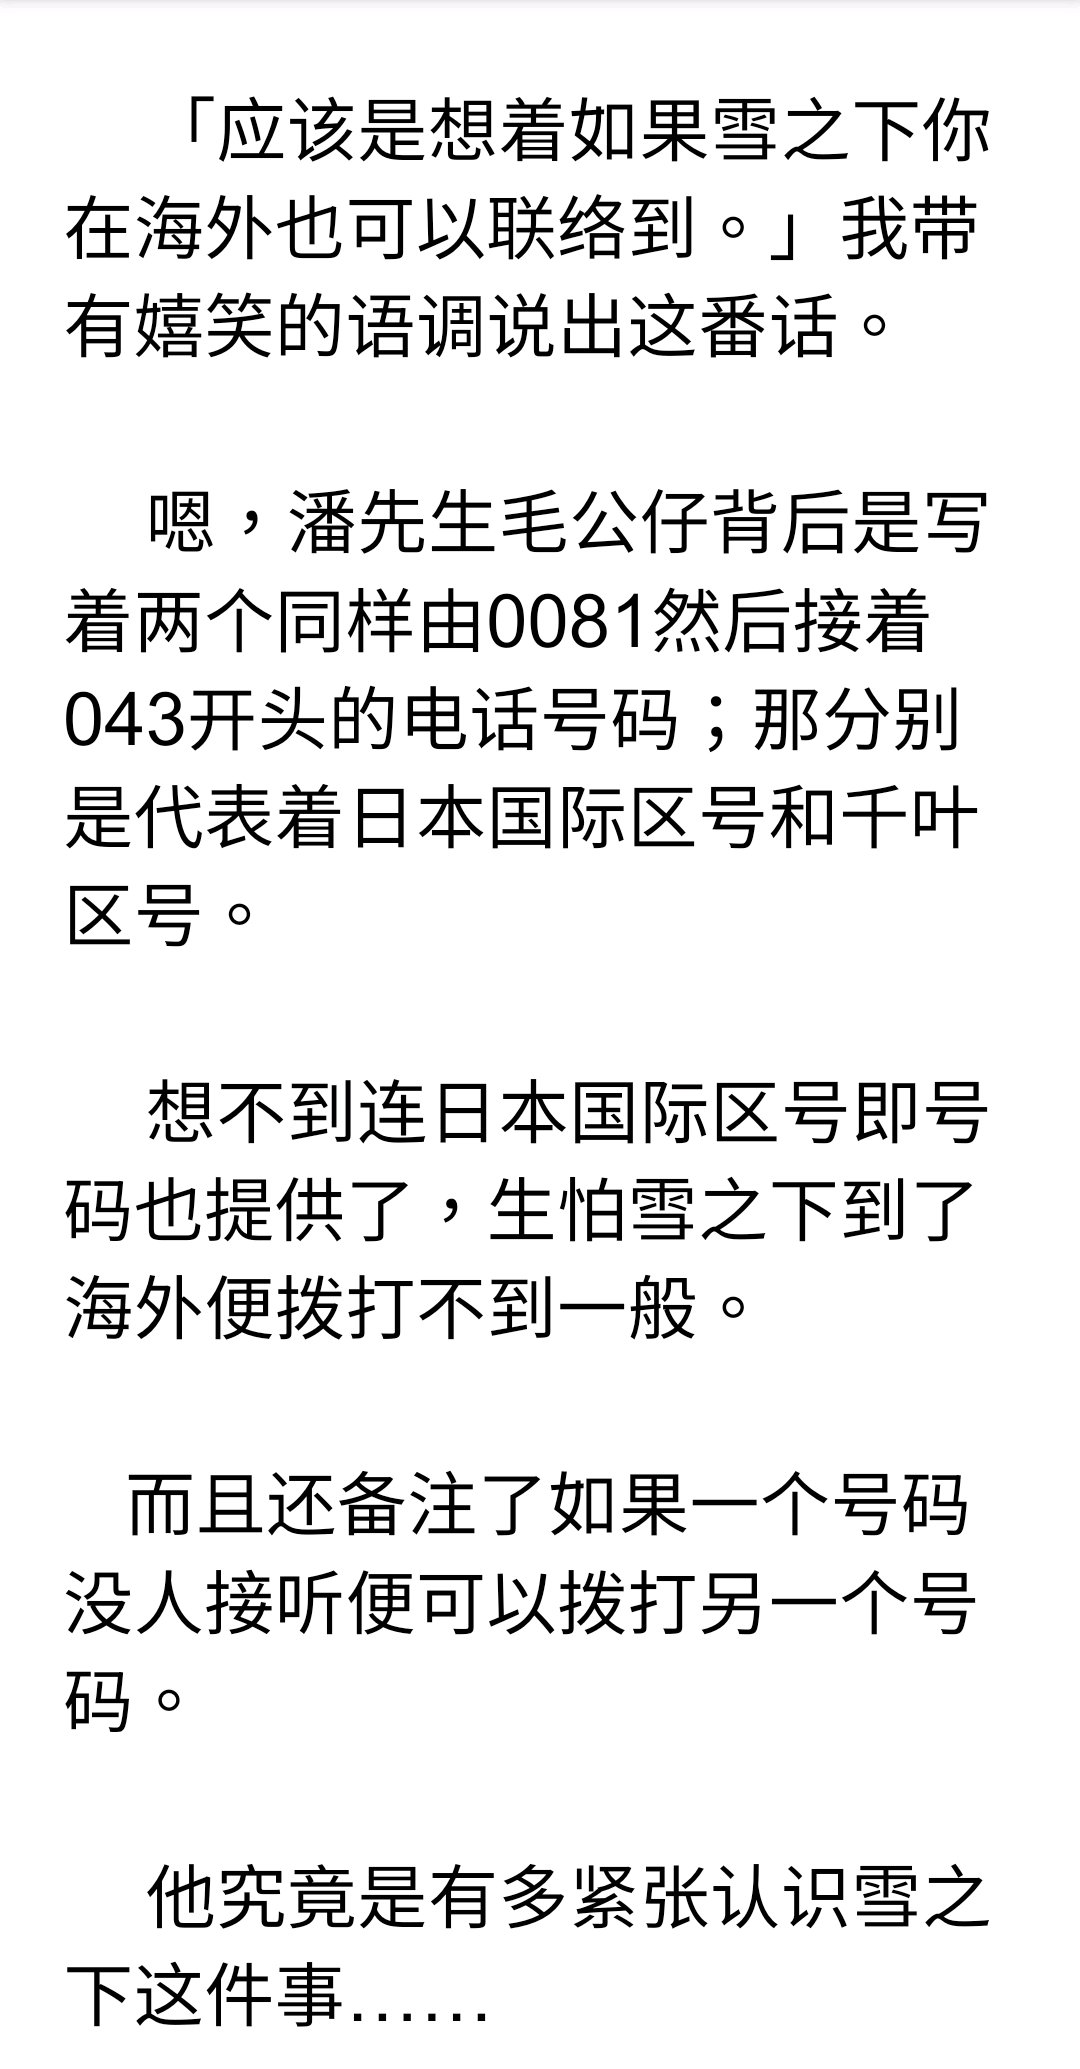 「应该是想着如果雪之下你
在海外也可以联络到。」我带
有嬉笑的语调说出这番话。
嗯，潘先生毛公仔背后是写
着两个同样由0081然后接着
043开头的电话号码；那分别
是代表着日本国际区号和千叶
区号。
想不到连日本国际区号即号
码也提供了，生怕雪之下到了
海外便拨打不到一般。
而且还备注了如果一个号码
没人接听便可以拨打另一个号
码。
他究竟是有多紧张认识雪之
下这件事……